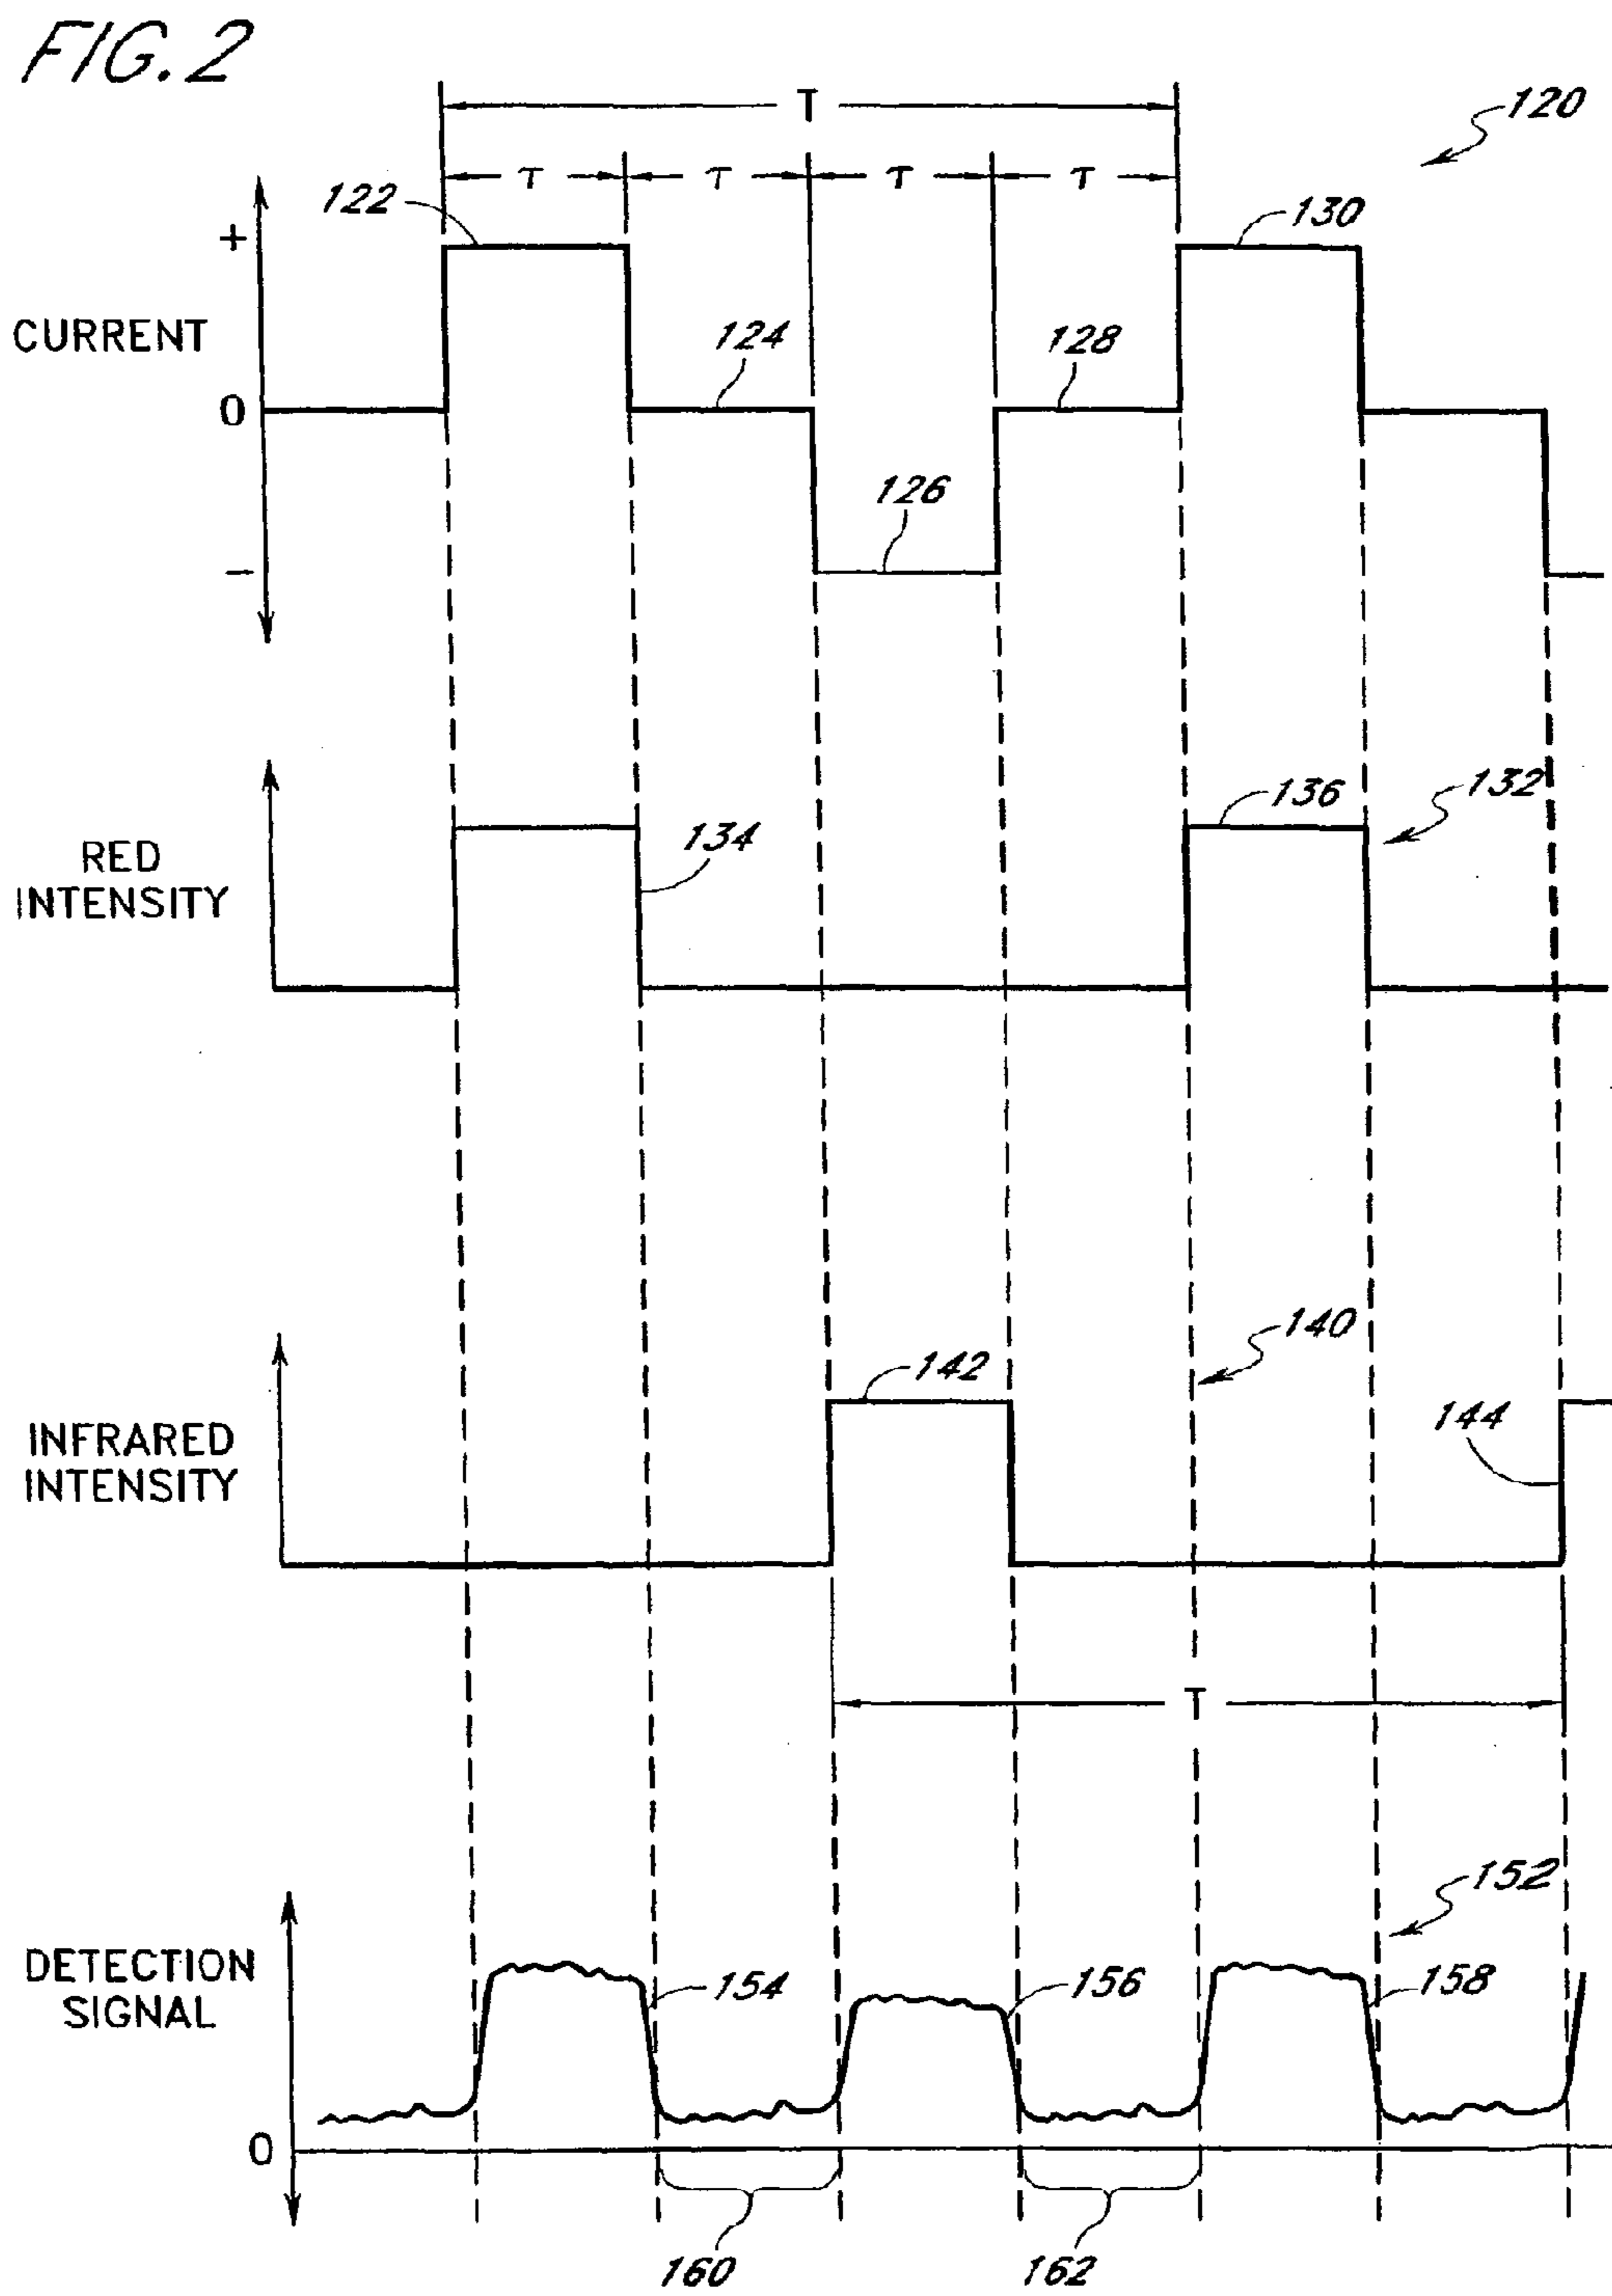 FIG. 2
T
120
τ τ τ τ
122
130
+
CURRENT
124
128
0
126
−
132
136
134
RED
INTENSITY
140
142
144
INFRARED
INTENSITY
T
152
DETECTION
SIGNAL
154
156
158
0
160
162